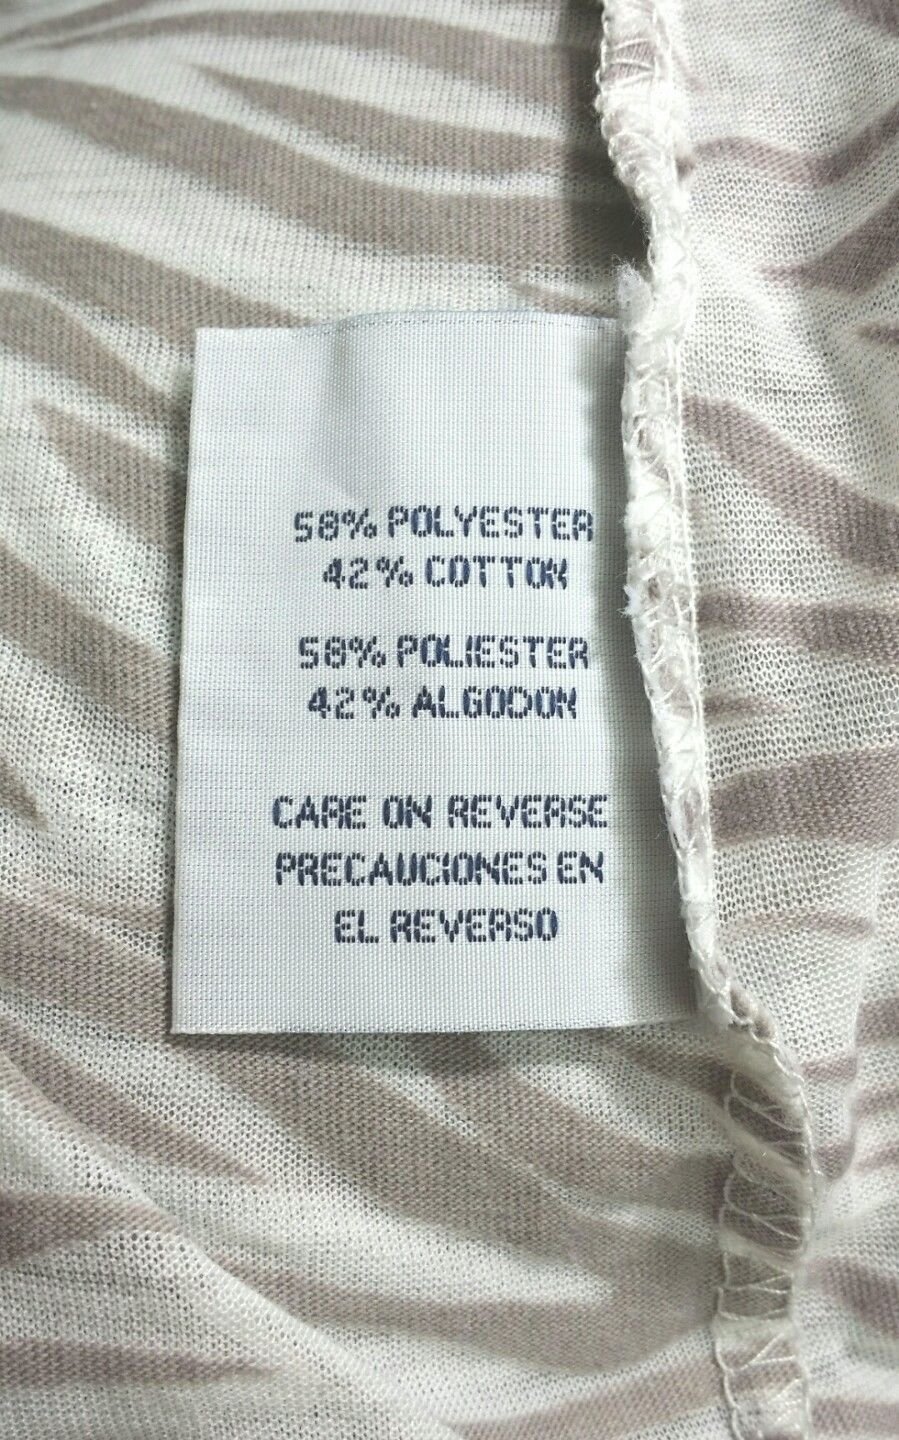 58% POLYESTER
42% COTTON
58% POLIESTER
42% ALGODON
CARE ON REVERSE
PRECAUCIONES EN
EL REVERSO